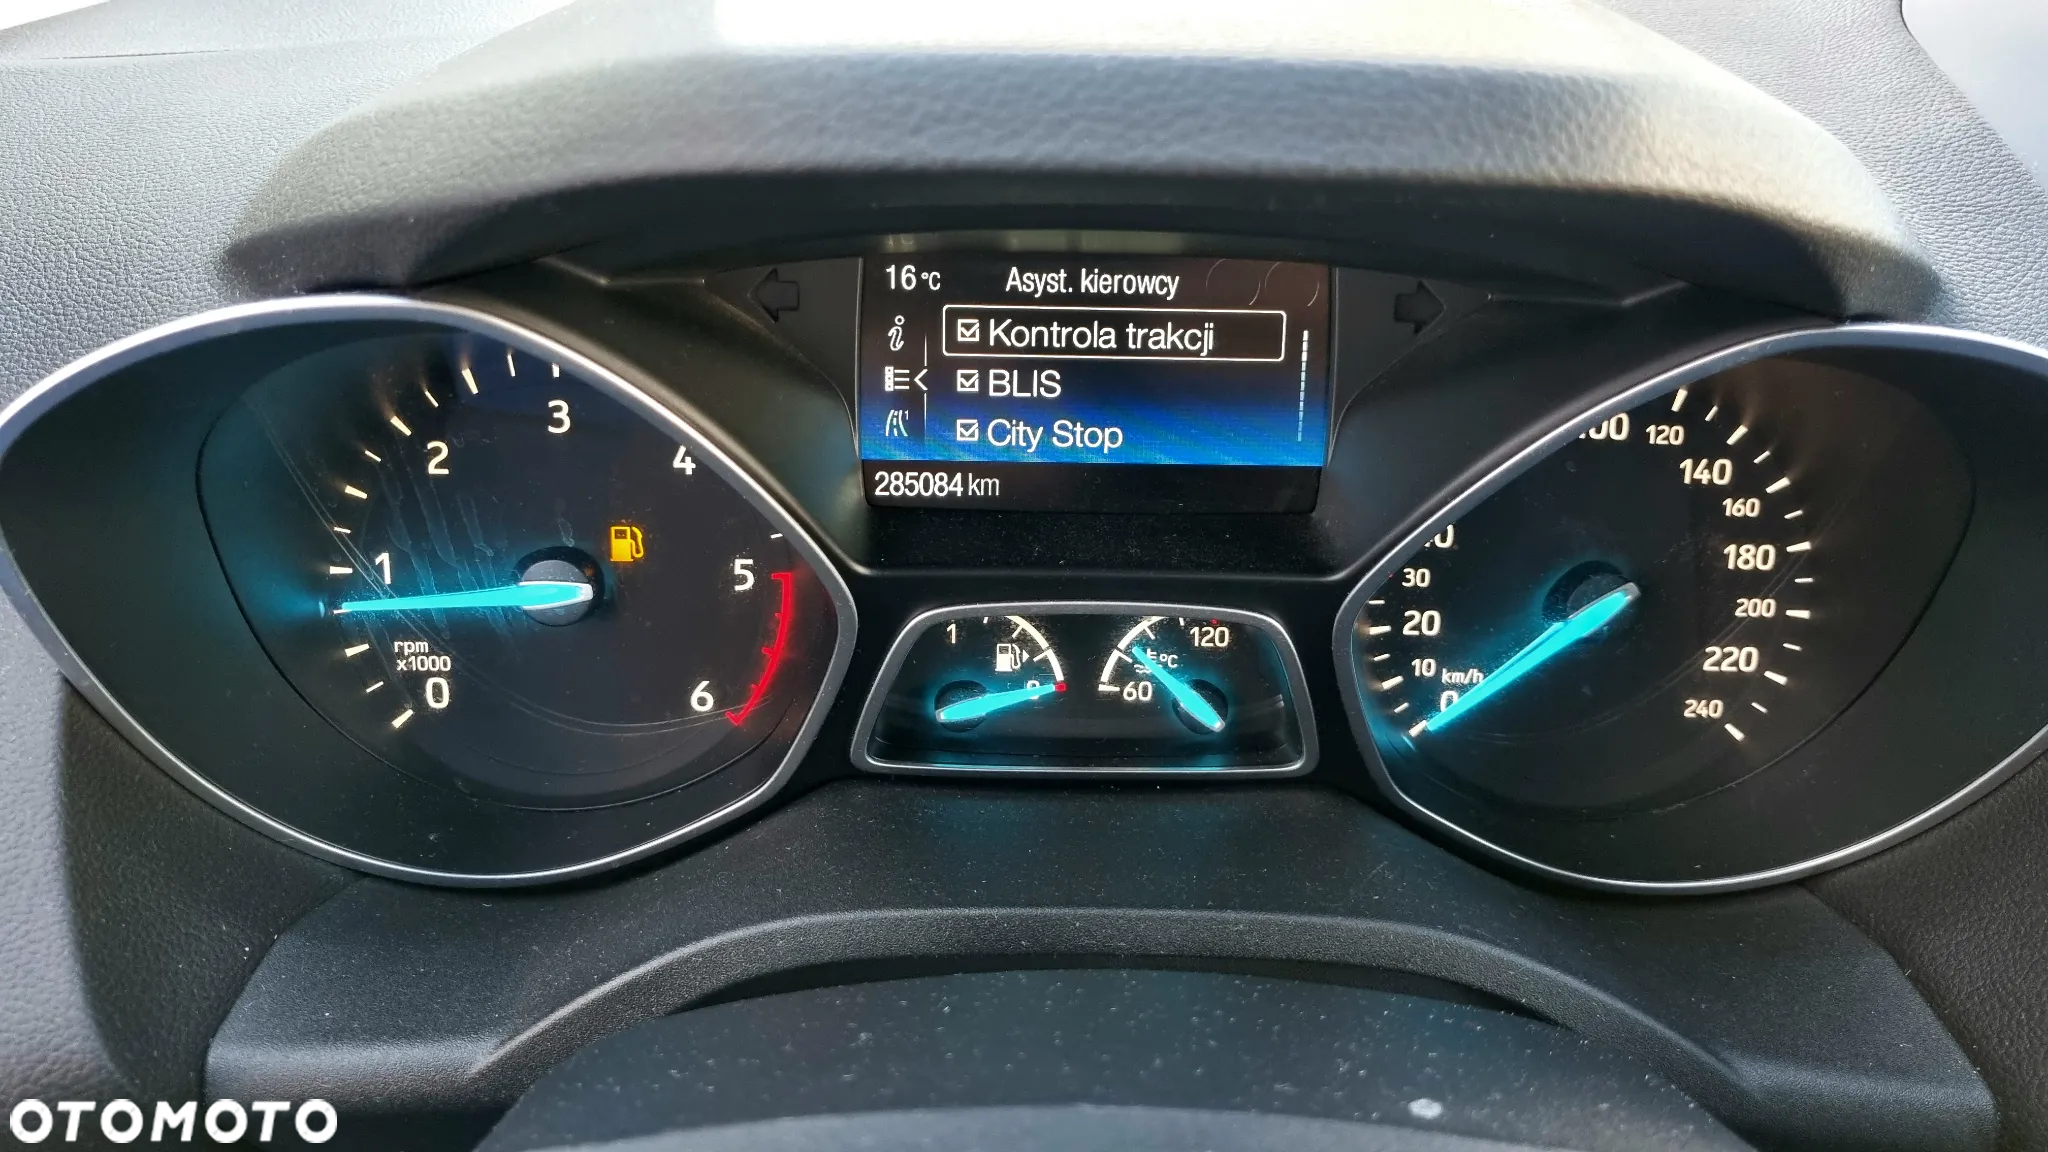 16 °C Asyst. kierowcy
Kontrola trakcji
BLIS
City Stop
285084 km
0 1 2 3 4 5 6
rpm
x1000
1
60 120
°C
0 10 20 30 120 140 160 180 200 220 240
km/h
OTOMOTO